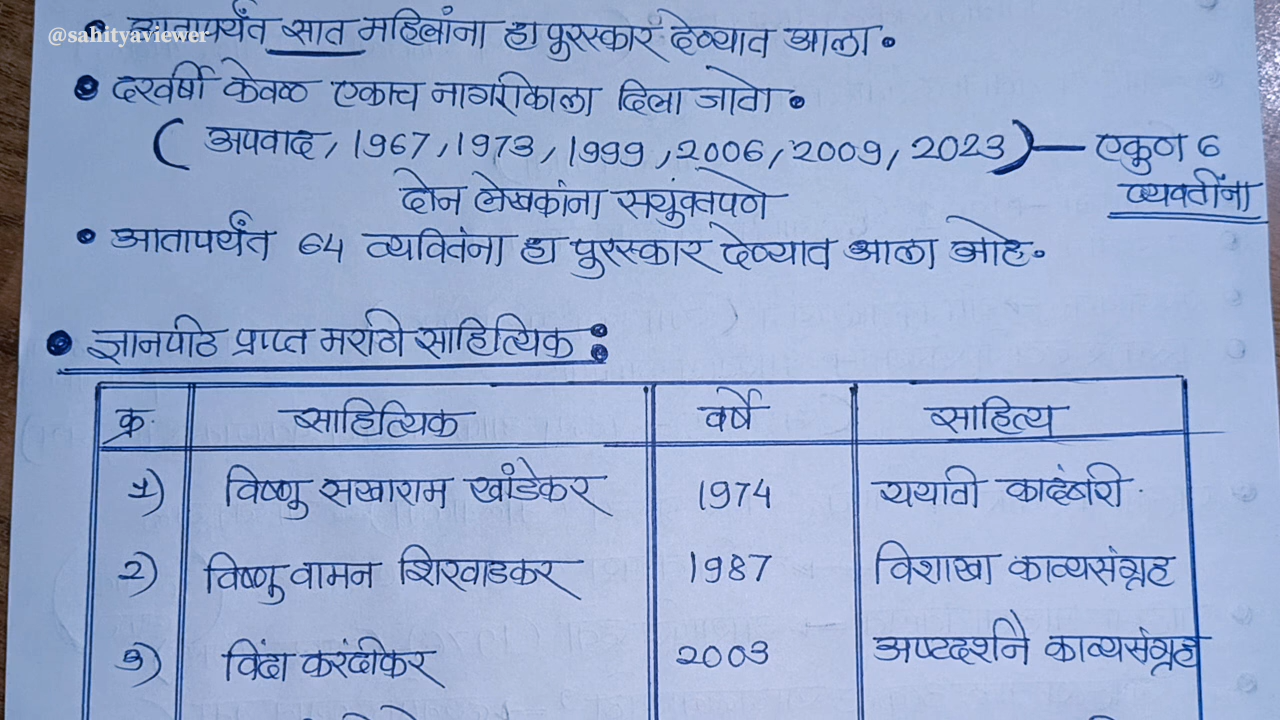 @sahityaviewer
• आतापर्यंत सात महिलांना हा पुरस्कार देण्यात आला.
• दरवर्षी केवळ एकाच नागरीकाला दिला जातो.
( अपवाद, 1967, 1973, 1999, 2006, 2009, 2023 ) — एकुण 6
दोन लेखकांना सयुंक्तपणे व्यक्तींना
• आतापर्यंत 64 व्यक्तिंना हा पुरस्कार देण्यात आला आहे.
• ज्ञानपीठ प्राप्त मराठी साहित्यिक :
क्र. साहित्यिक वर्षे साहित्य
1) विष्णु सखाराम खांडेकर 1974 ययाती कादंबरी.
2) विष्णु वामन शिरवाडकर 1987 विशाखा काव्यसंग्रह
3) विंदा करंदीकर 2003 अष्टदर्शने काव्यसंग्रह